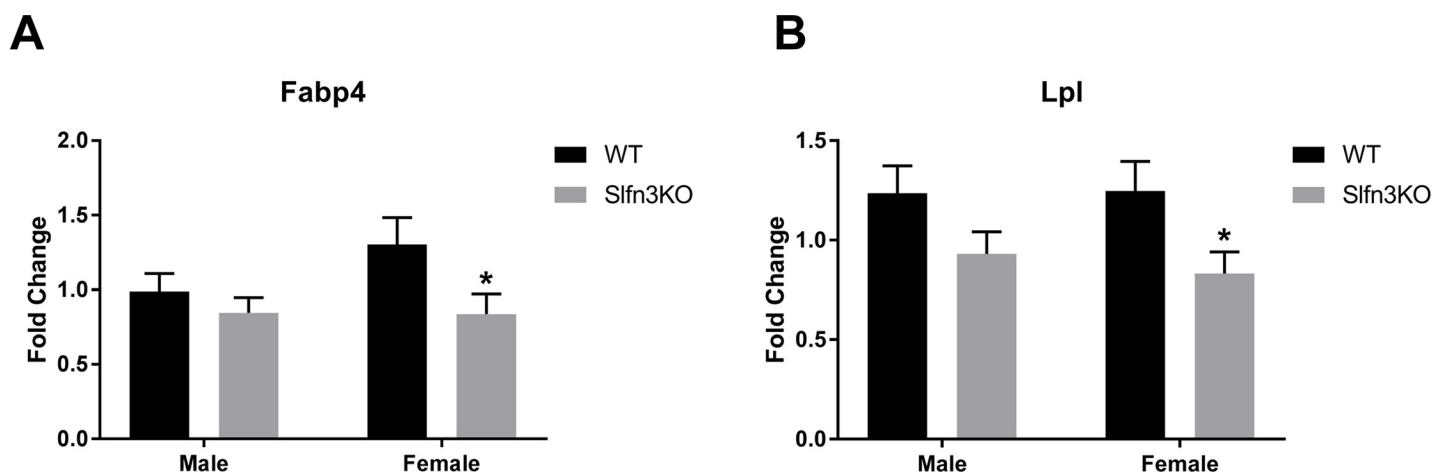 A
Fabp4
Fold Change
2.0
1.5
1.0
0.5
0.0
*
Male
Female
WT
Slfn3KO
B
Lpl
Fold Change
1.5
1.0
0.5
0.0
*
Male
Female
WT
Slfn3KO